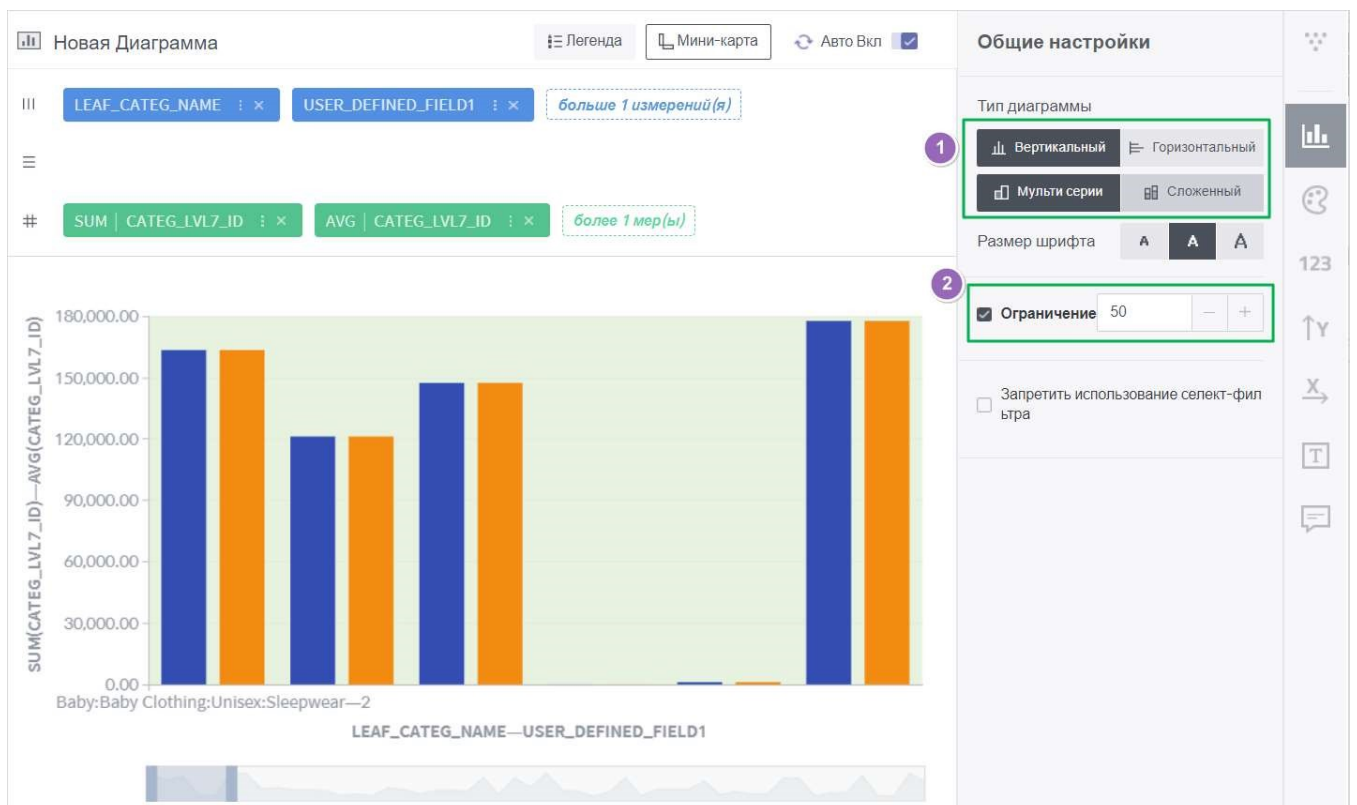 Новая Диаграмма
Легенда
Мини-карта
Авто Вкл
LEAF_CATEG_NAME
USER_DEFINED_FIELD1
больше 1 измерений(я)
#
SUM | CATEG_LVL7_ID
AVG | CATEG_LVL7_ID
более 1 мер(ы)
SUM(CATEG_LVL7_ID)—AVG(CATEG_LVL7_ID)
180,000.00
150,000.00
120,000.00
90,000.00
60,000.00
30,000.00
0.00
Baby:Baby Clothing:Unisex:Sleepwear—2
LEAF_CATEG_NAME—USER_DEFINED_FIELD1
Общие настройки
Тип диаграммы
1
Вертикальный
Горизонтальный
Мульти серии
Сложенный
Размер шрифта
A A A
2
Ограничение 50 — +
Запретить использование селект-фил
ьтра
123
Y
X
T